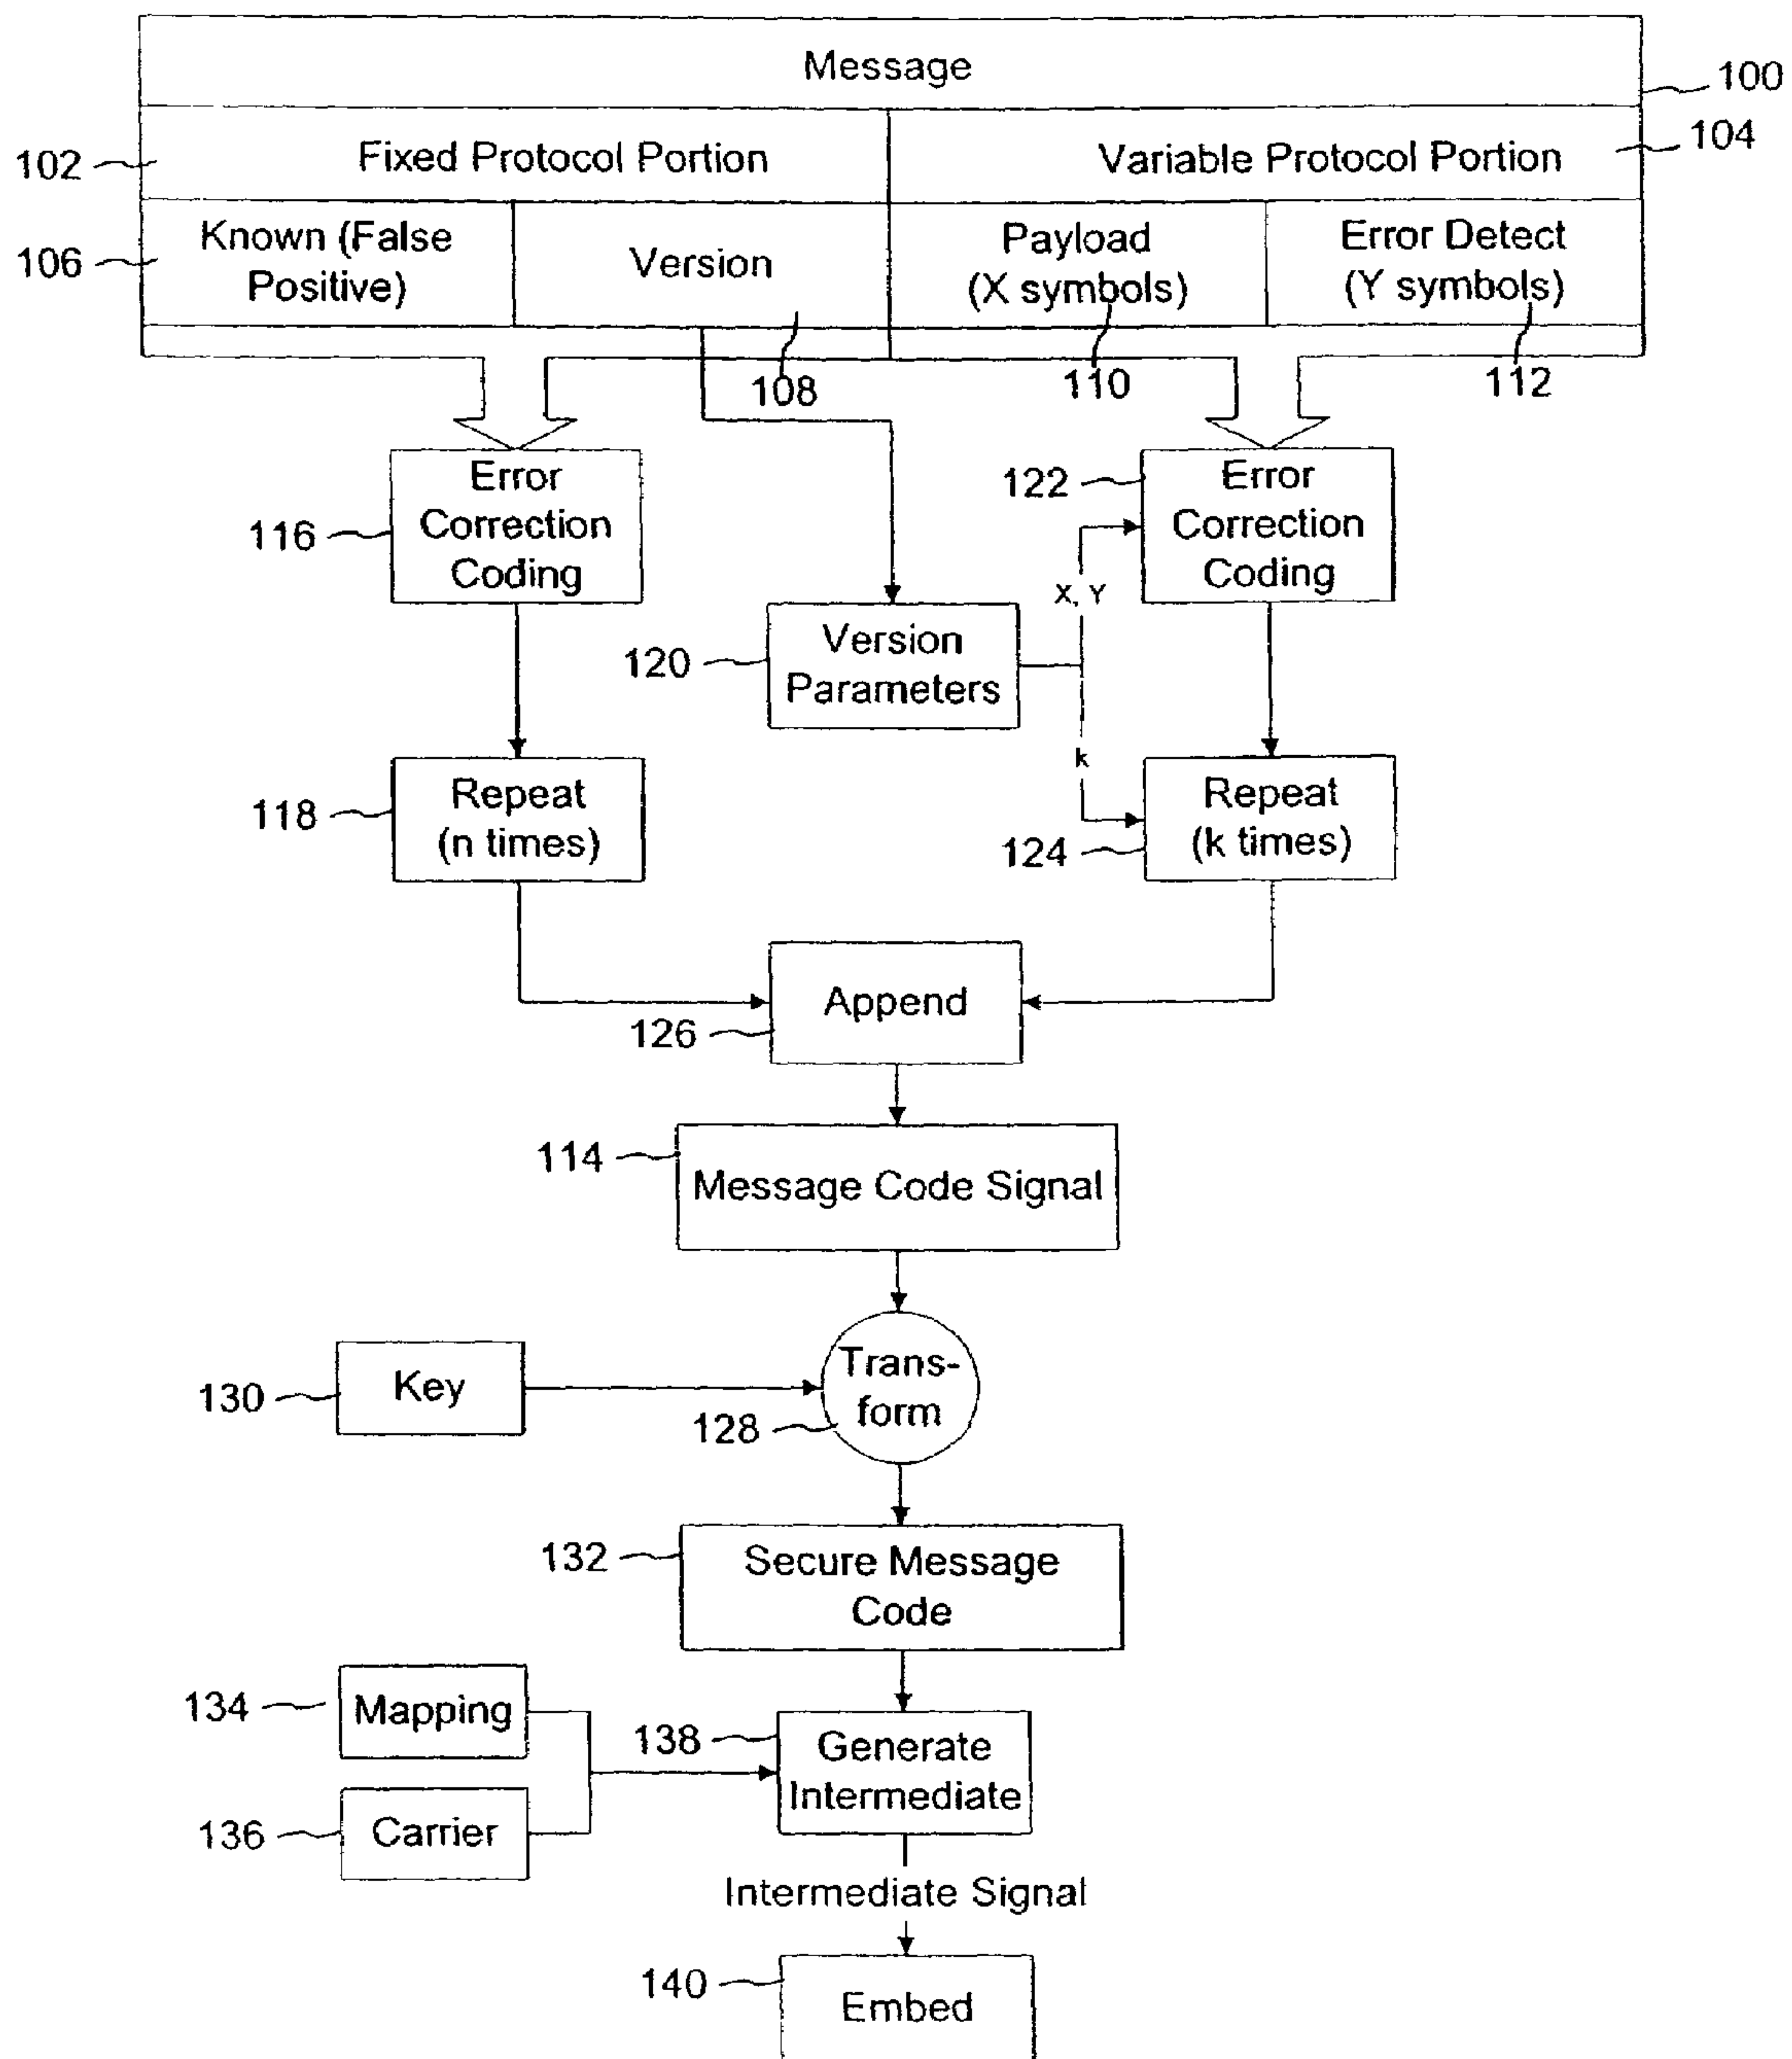 Message
100
102
Fixed Protocol Portion
Variable Protocol Portion
104
106
Known (False
Positive)
Version
Payload
(X symbols)
Error Detect
(Y symbols)
108
110
112
116
Error
Correction
Coding
122
Error
Correction
Coding
X, Y
120
Version
Parameters
k
118
Repeat
(n times)
124
Repeat
(k times)
Append
126
114
Message Code Signal
130
Key
Trans-
form
128
132
Secure Message
Code
134
Mapping
138
Generate
Intermediate
136
Carrier
Intermediate Signal
140
Embed